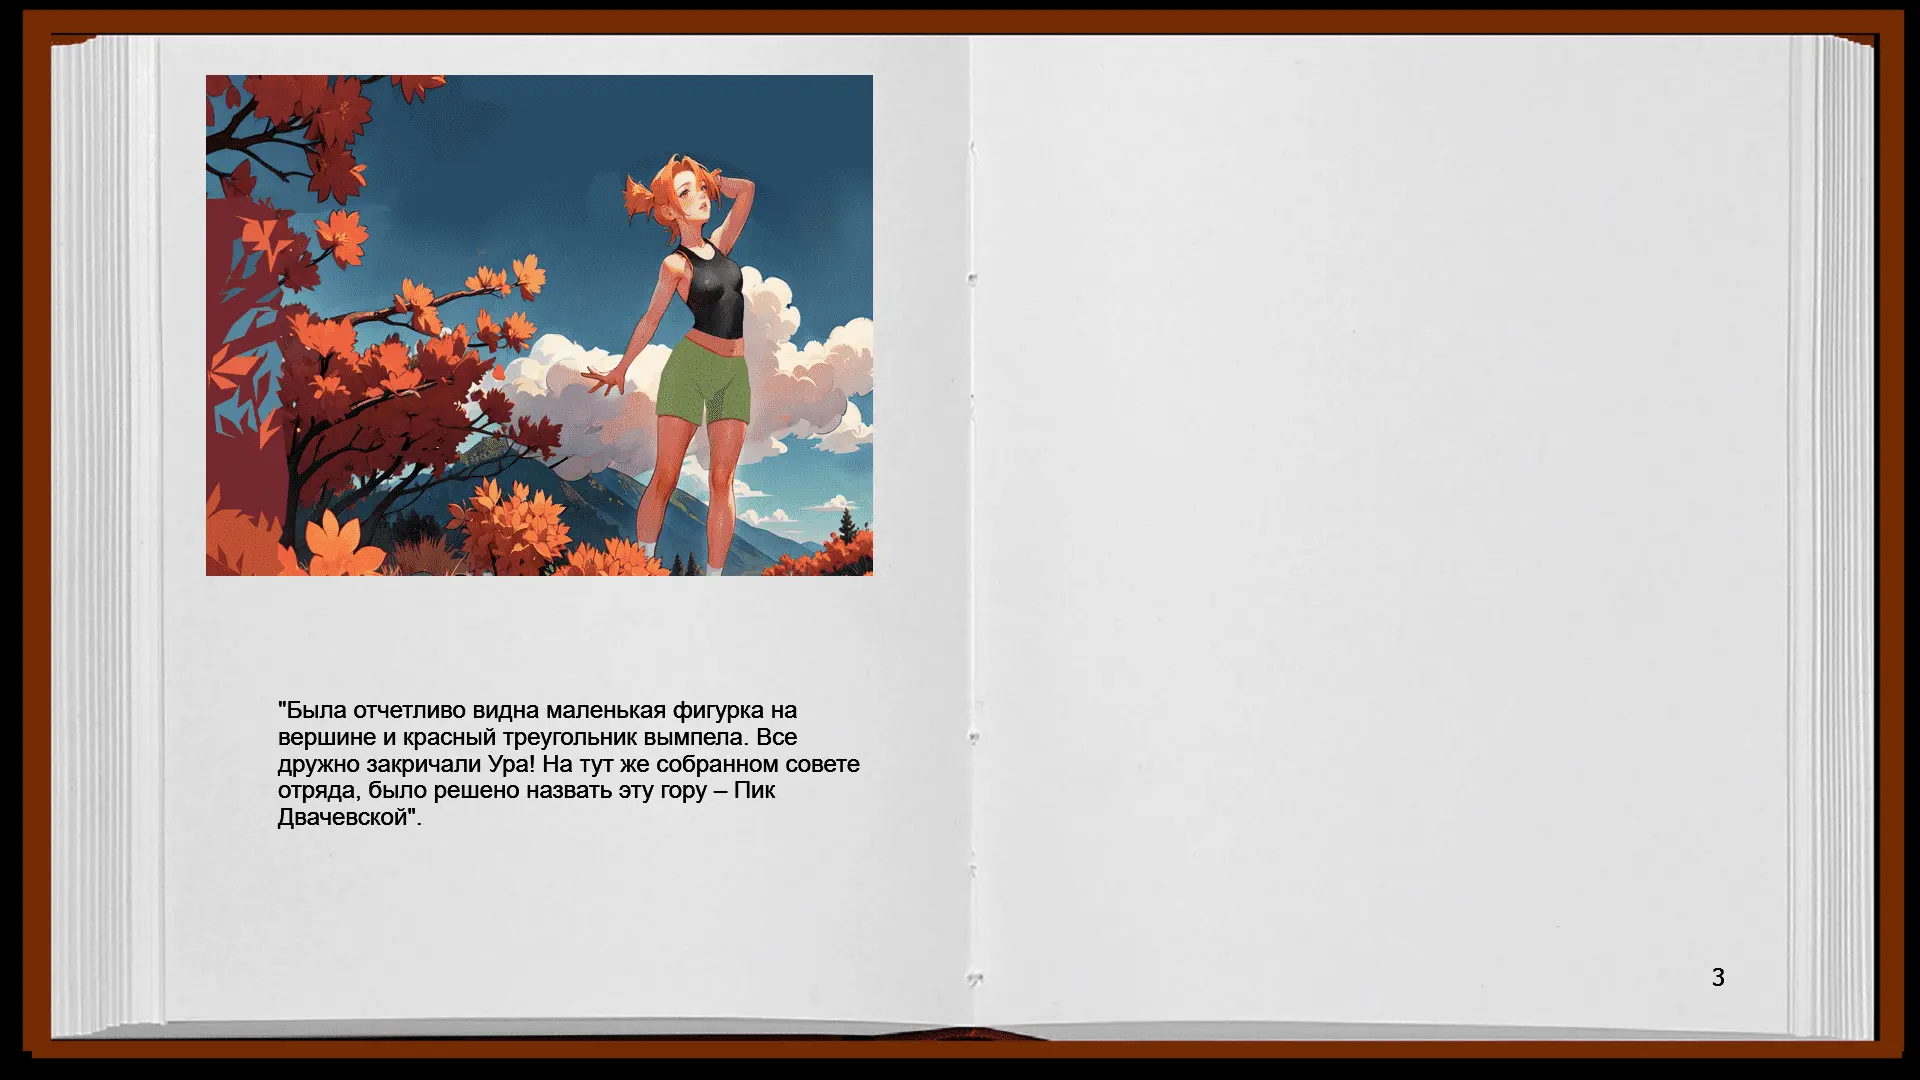 "Была отчетливо видна маленькая фигурка на
вершине и красный треугольник вымпела. Все
дружно закричали Ура! На тут же собранном совете
отряда, было решено назвать эту гору – Пик
Двачевской".
3